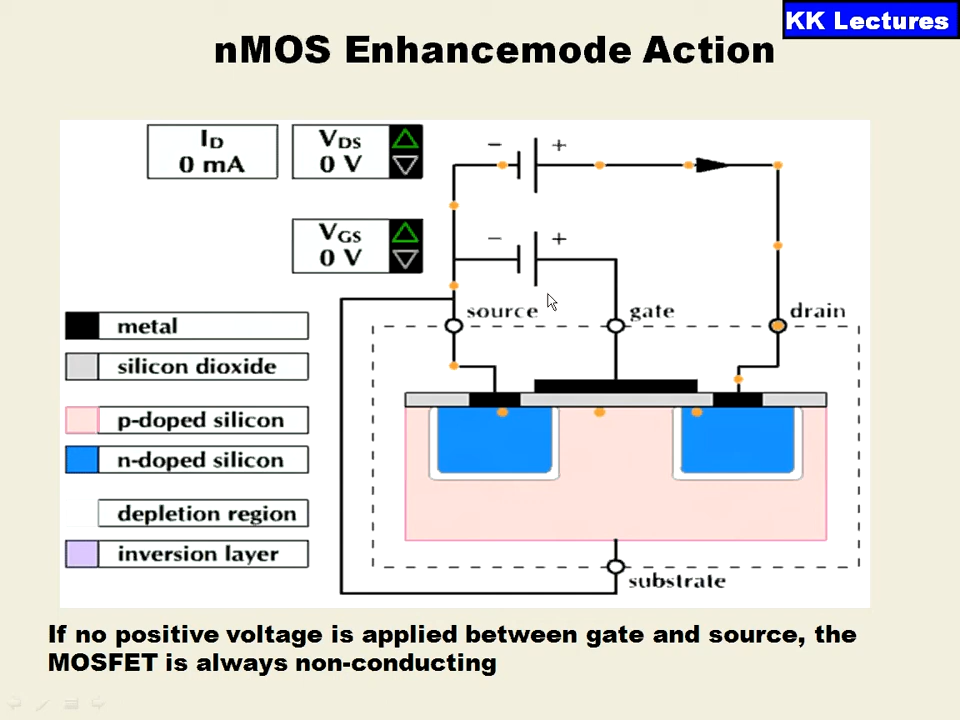 KK Lectures
nMOS Enhancemode Action
ID
0 mA
VDS
0 V
− +
VGS
0 V
− +
source
gate
drain
metal
silicon dioxide
p-doped silicon
n-doped silicon
depletion region
inversion layer
substrate
If no positive voltage is applied between gate and source, the
MOSFET is always non-conducting